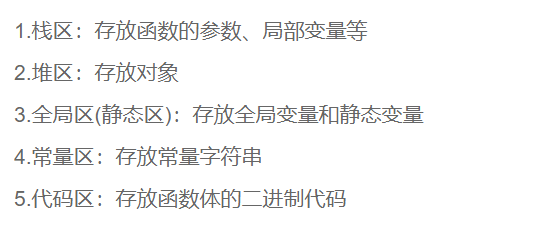 1.栈区：存放函数的参数、局部变量等
2.堆区：存放对象
3.全局区(静态区)：存放全局变量和静态变量
4.常量区：存放常量字符串
5.代码区：存放函数体的二进制代码